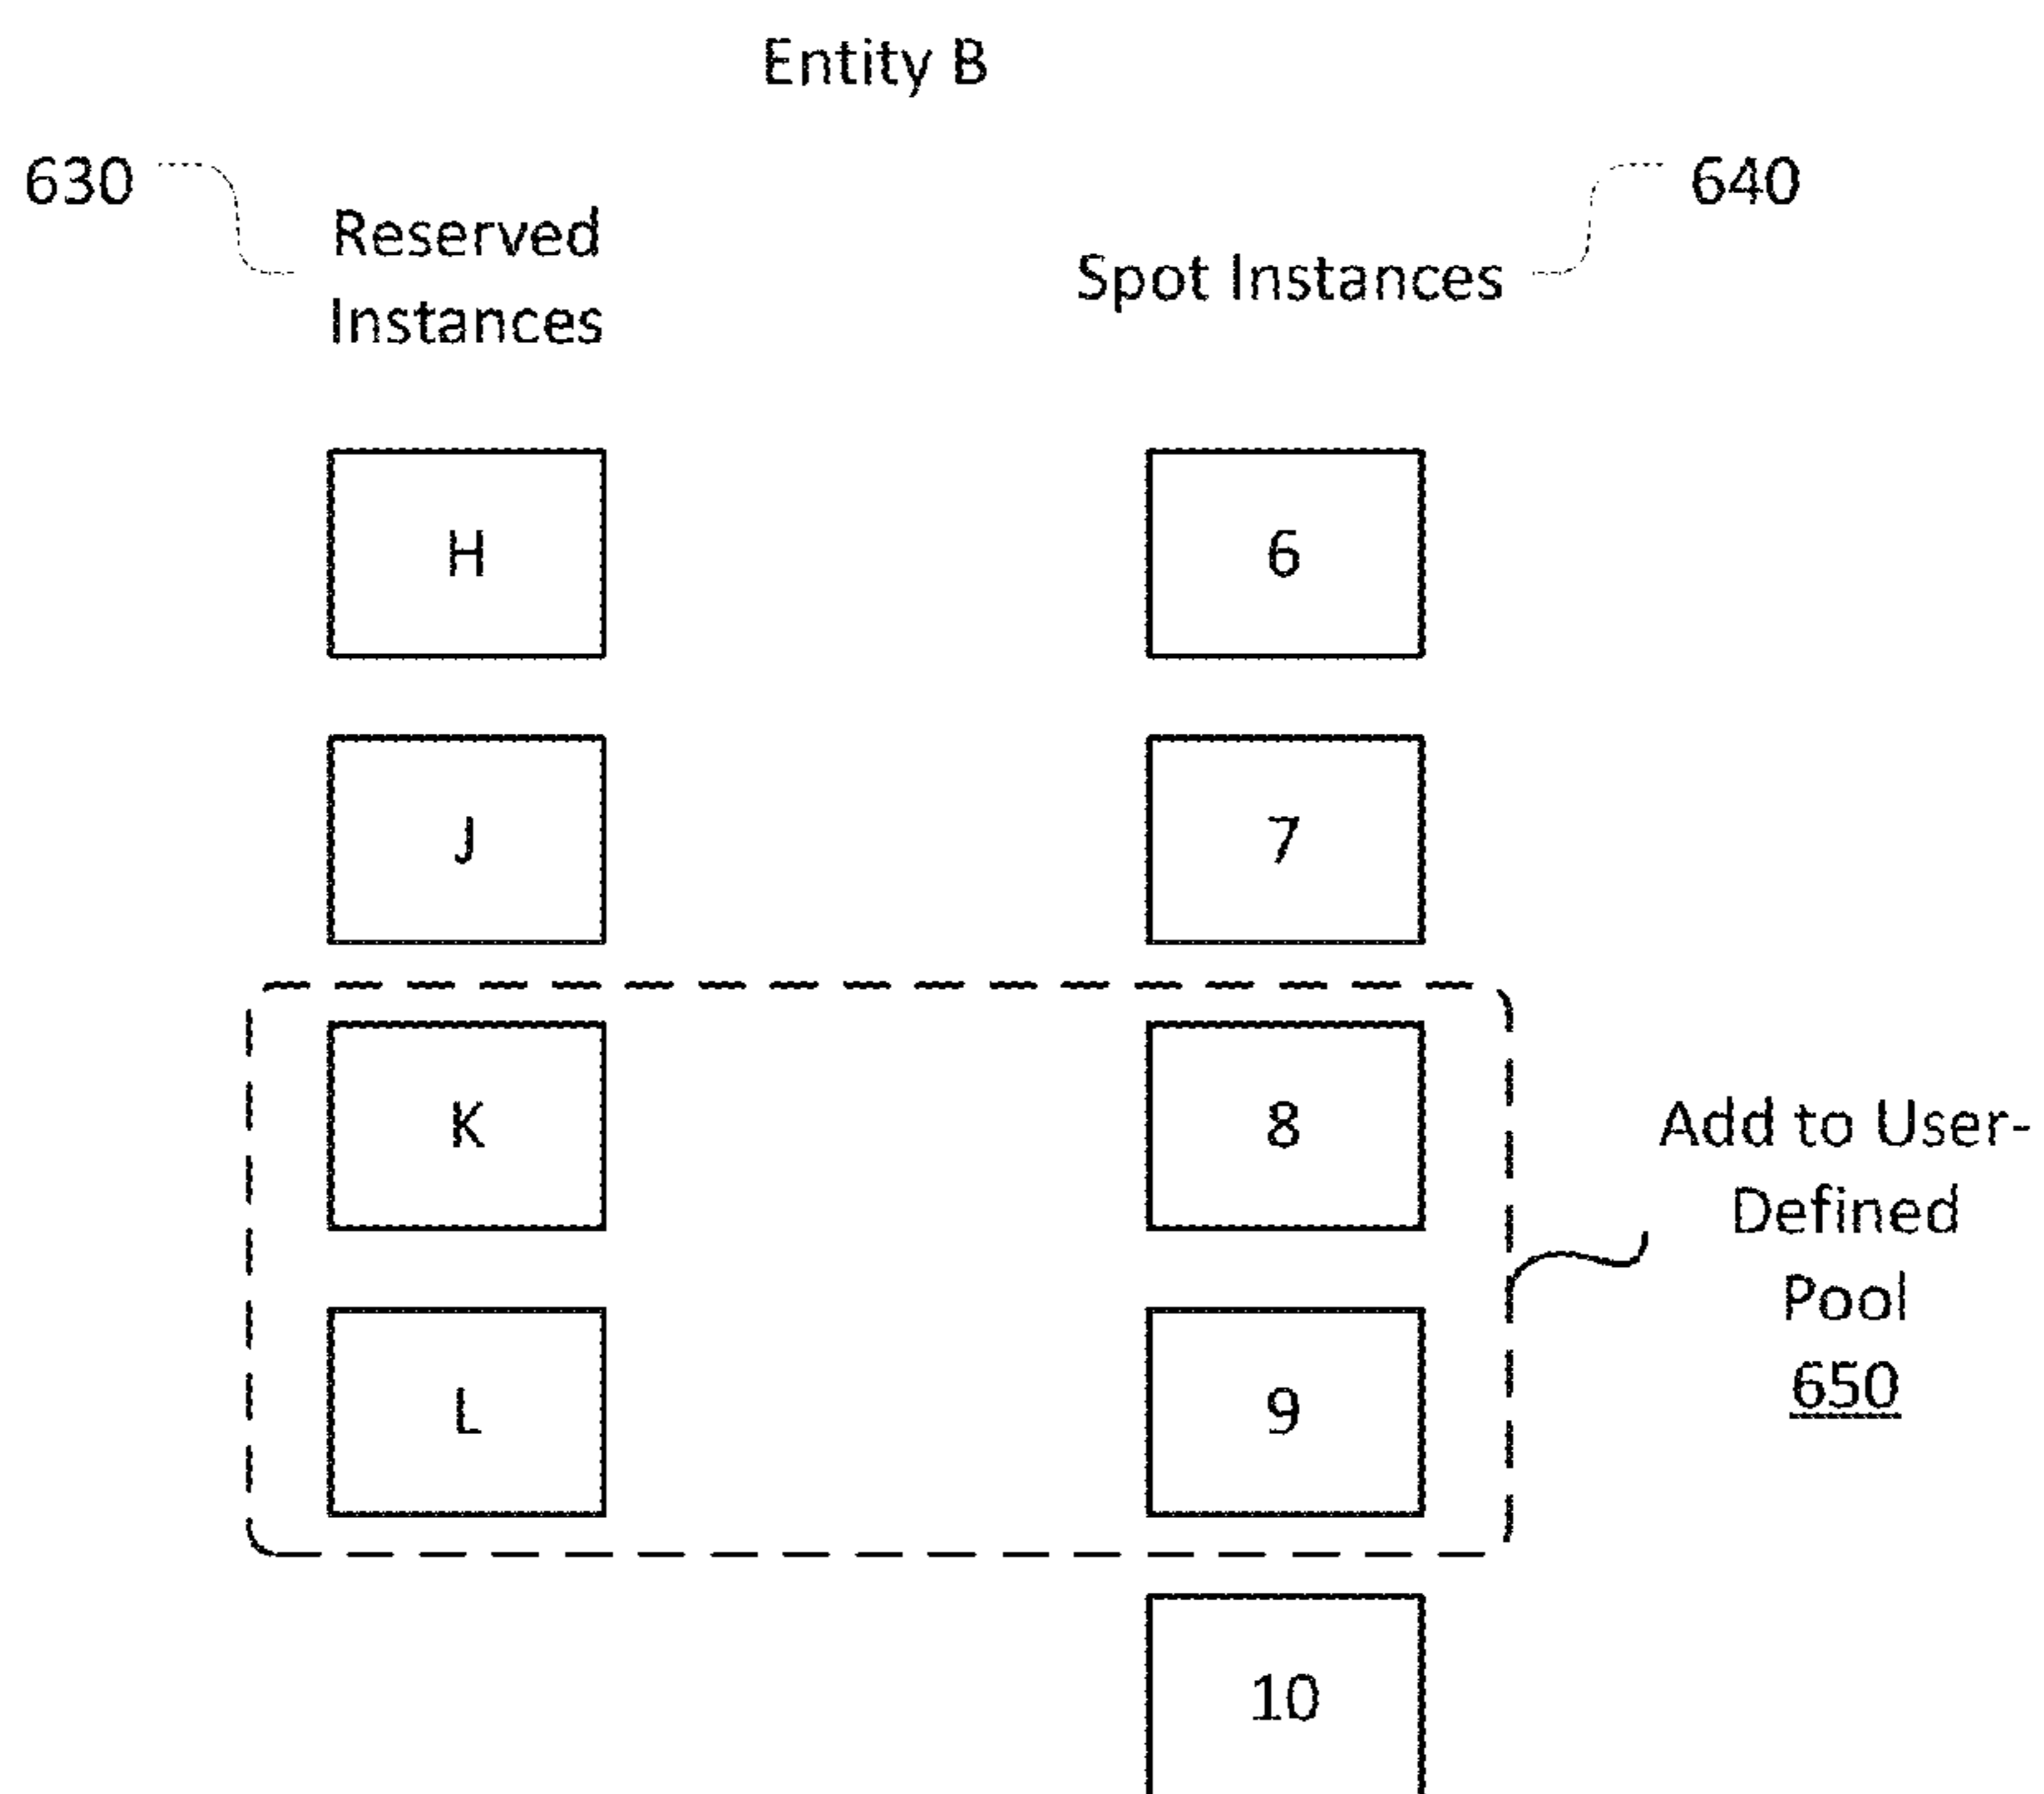 Entity B
630
Reserved
Instances
Spot Instances
640
H
6
J
7
K
8
L
9
Add to User-
Defined
Pool
650
10